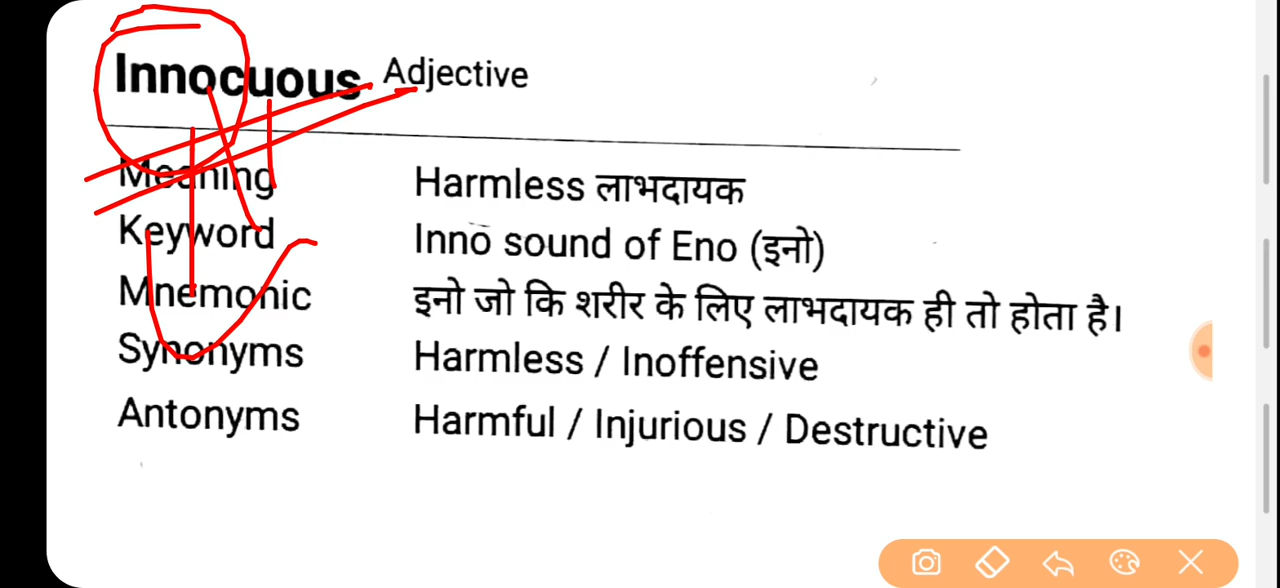 Innocuous Adjective
Meaning Harmless लाभदायक
Keyword Inno sound of Eno (इनो)
Mnemonic इनो जो कि शरीर के लिए लाभदायक ही तो होता है।
Synonyms Harmless / Inoffensive
Antonyms Harmful / Injurious / Destructive